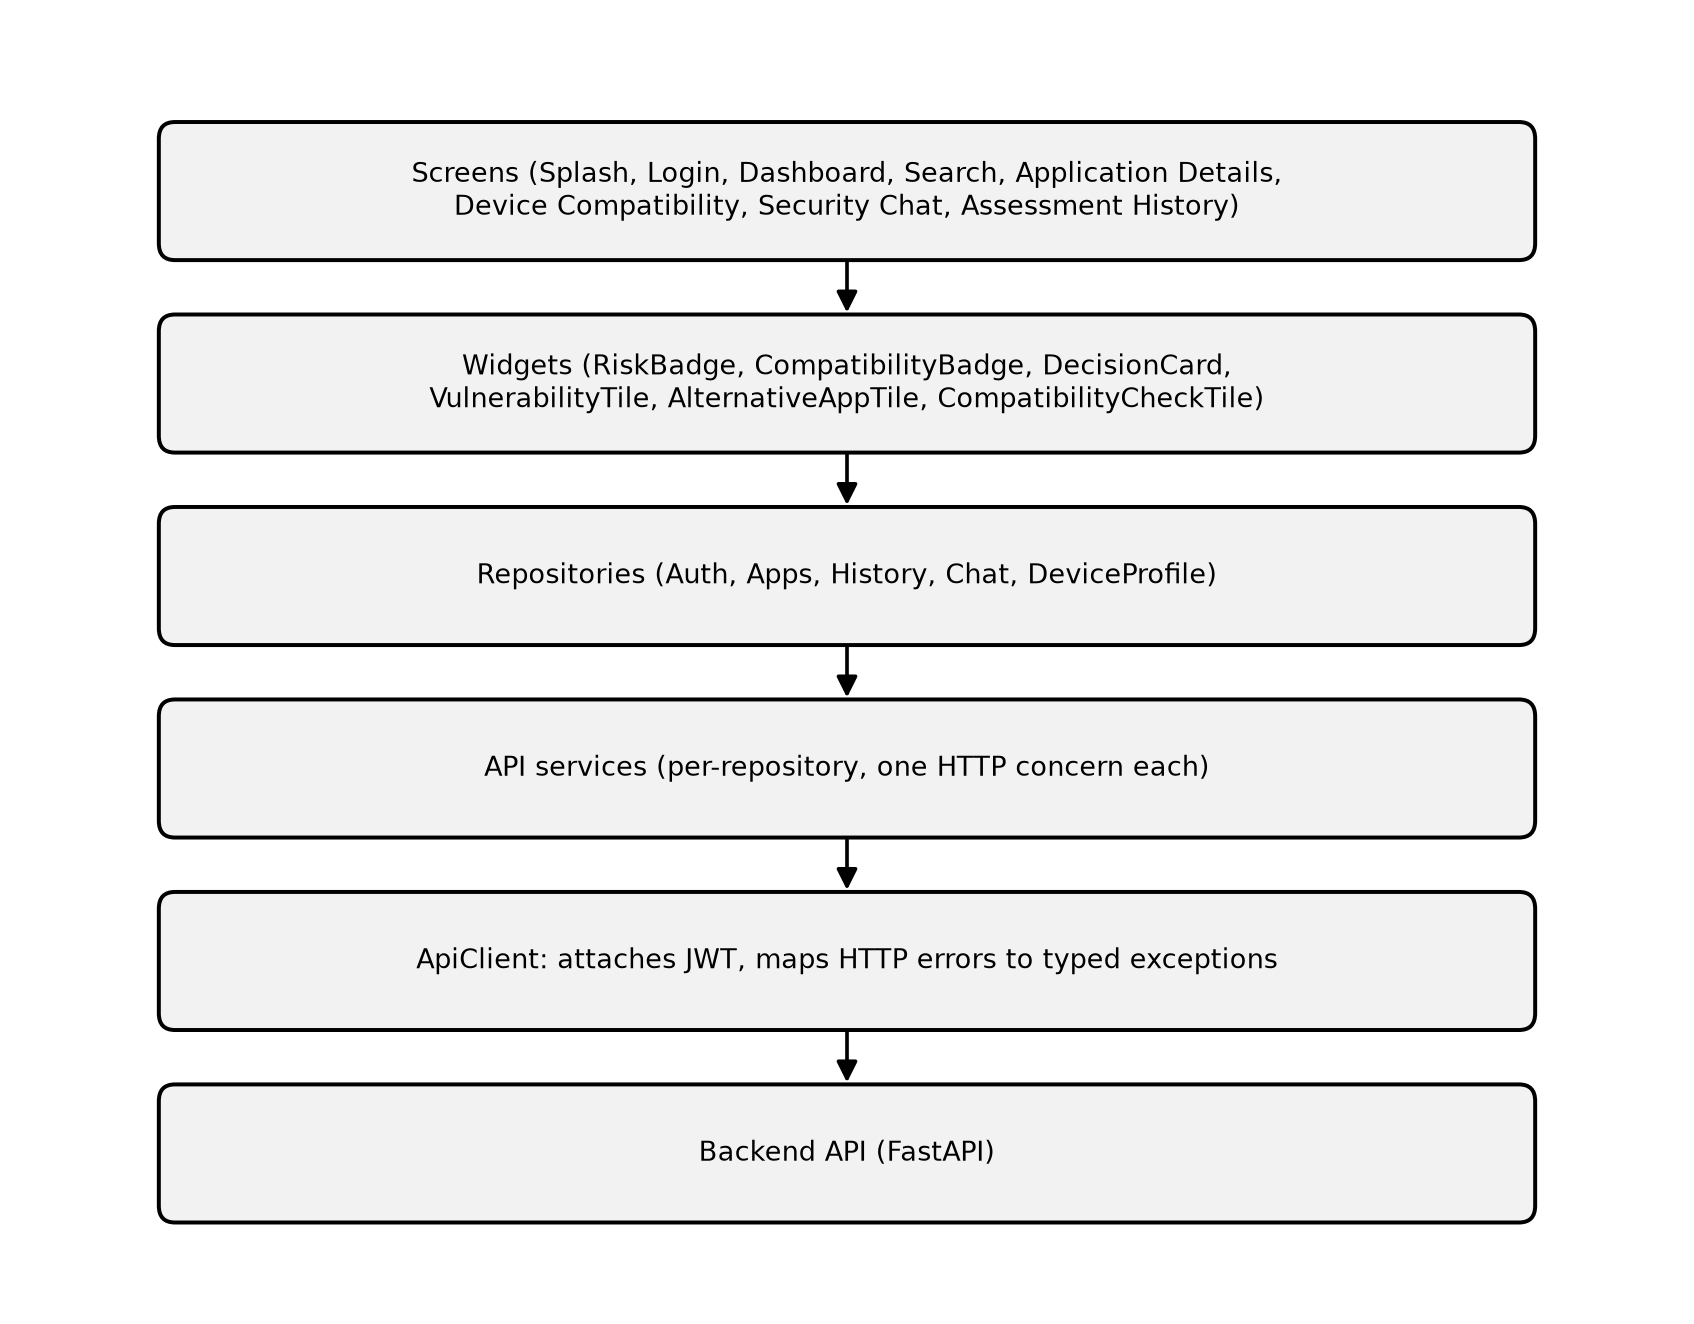 Screens (Splash, Login, Dashboard, Search, Application Details,
Device Compatibility, Security Chat, Assessment History)
Widgets (RiskBadge, CompatibilityBadge, DecisionCard,
VulnerabilityTile, AlternativeAppTile, CompatibilityCheckTile)
Repositories (Auth, Apps, History, Chat, DeviceProfile)
API services (per-repository, one HTTP concern each)
ApiClient: attaches JWT, maps HTTP errors to typed exceptions
Backend API (FastAPI)